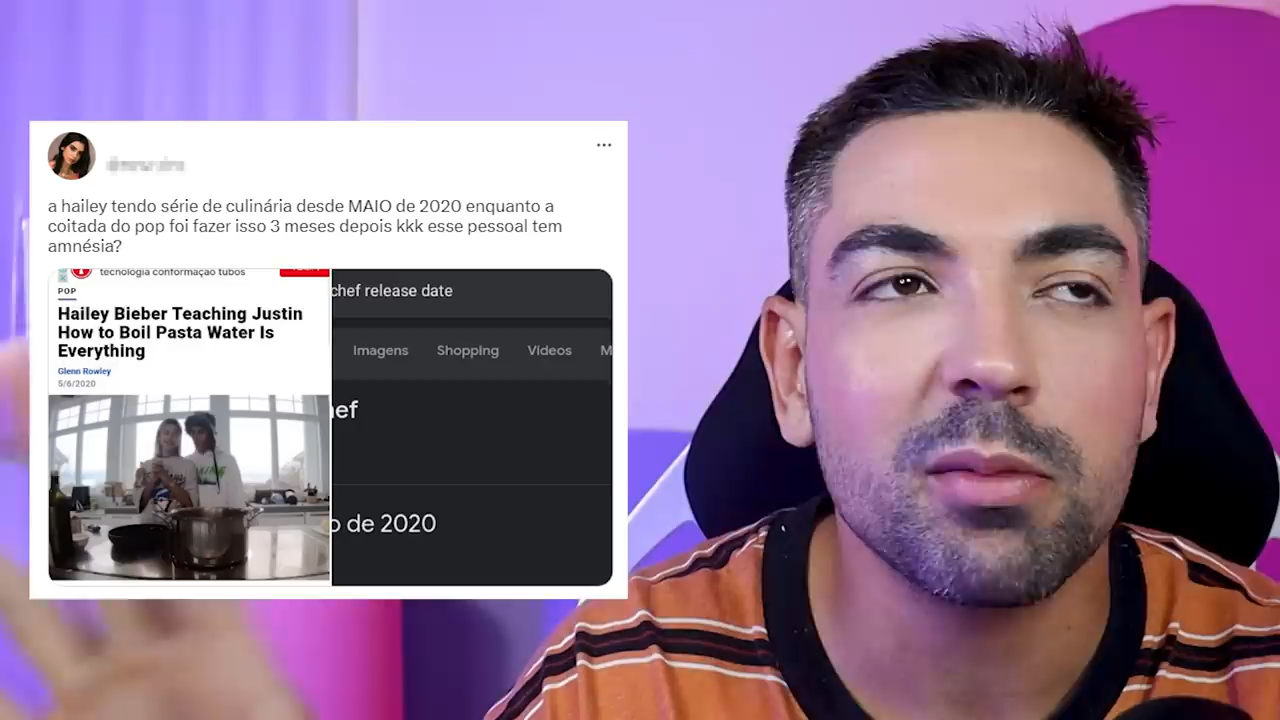 a hailey tendo série de culinária desde MAIO de 2020 enquanto a
coitada do pop foi fazer isso 3 meses depois kkk esse pessoal tem
amnésia?
tecnologia conformação tubos
POP
Hailey Bieber Teaching Justin
How to Boil Pasta Water Is
Everything
Glenn Rowley
5/6/2020
chef release date
Imagens Shopping Videos M
hef
o de 2020